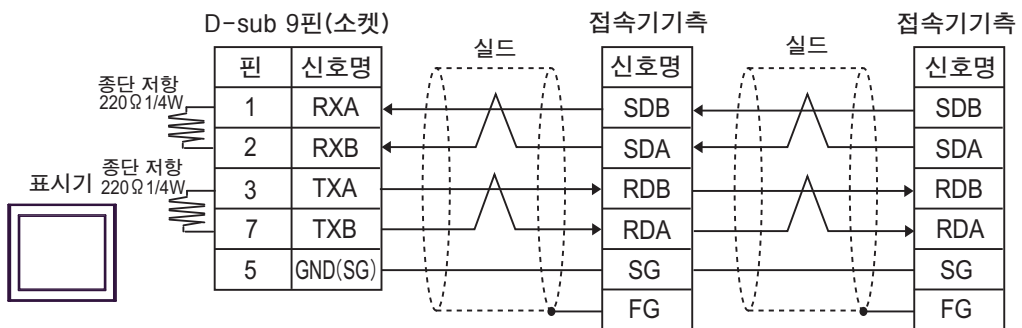 D-sub 9핀(소켓)
접속기기측
접속기기측
실드
실드
핀 신호명
신호명
신호명
종단 저항
220Ω1/4W
1 RXA
SDB
SDB
2 RXB
SDA
SDA
종단 저항
220Ω1/4W
표시기
3 TXA
RDB
RDB
7 TXB
RDA
RDA
5 GND(SG)
SG
SG
FG
FG